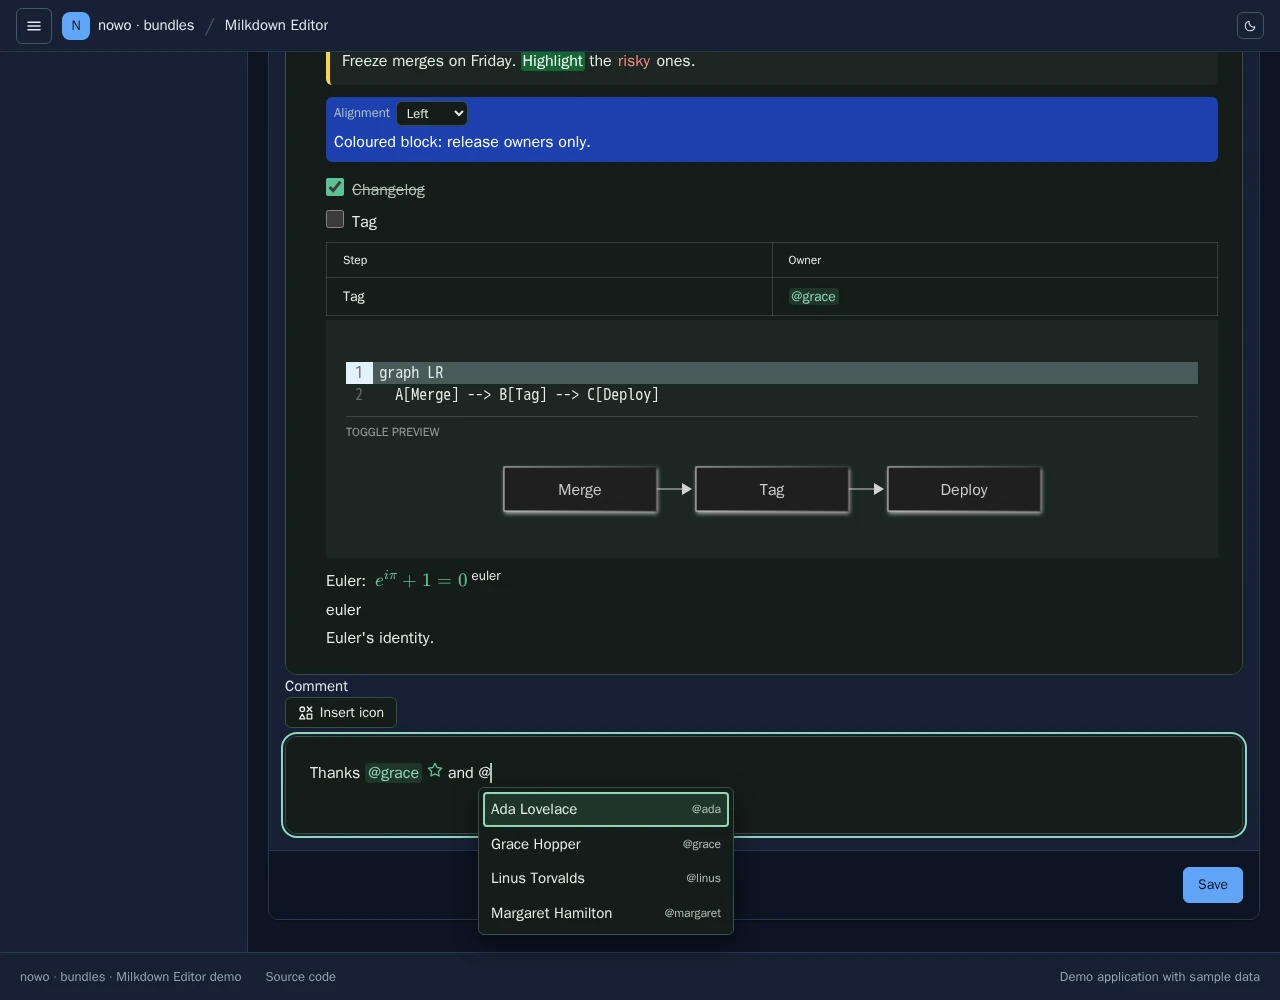 N nowo · bundles / Milkdown Editor
Freeze merges on Friday. Highlight the risky ones.
Alignment Left
Coloured block: release owners only.
Changelog
Tag
Step Owner
Tag @grace
1 graph LR
2 A[Merge] --> B[Tag] --> C[Deploy]
TOGGLE PREVIEW
Merge Tag Deploy
Euler: e^{iπ} + 1 = 0 euler
euler
Euler's identity.
Comment
Insert icon
Thanks @grace and @
Ada Lovelace @ada
Grace Hopper @grace
Linus Torvalds @linus
Margaret Hamilton @margaret
Save
nowo · bundles · Milkdown Editor demo Source code Demo application with sample data